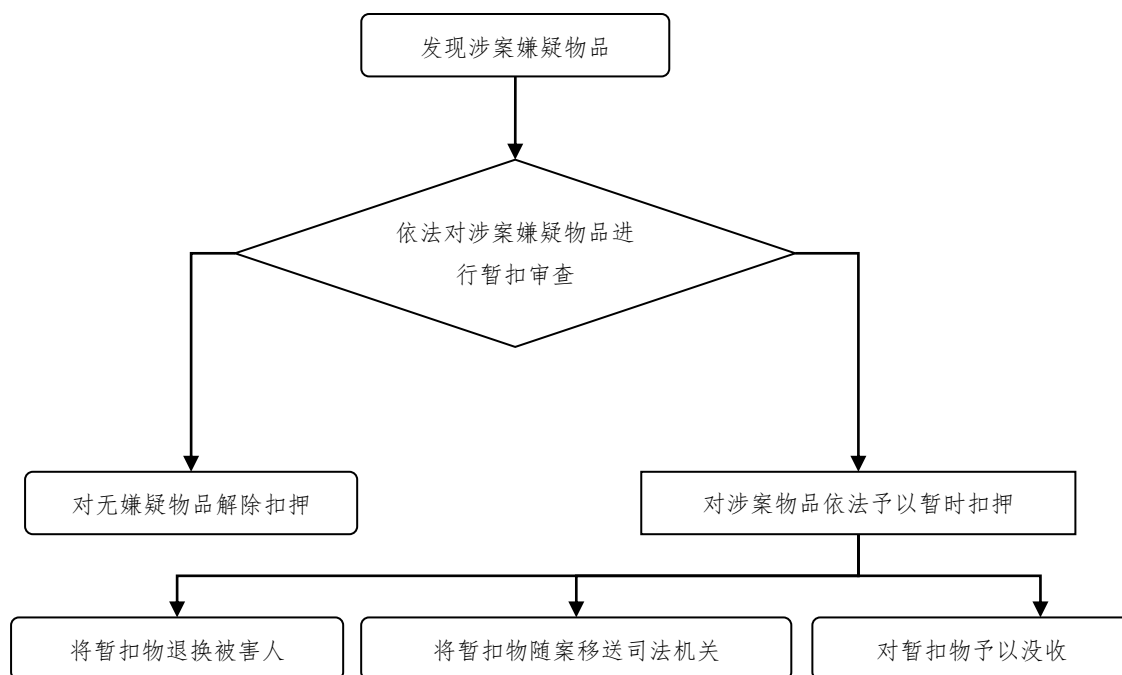 发现涉案嫌疑物品
依法对涉案嫌疑物品进
行暂扣审查
对无嫌疑物品解除扣押
对涉案物品依法予以暂时扣押
将暂扣物退换被害人
将暂扣物随案移送司法机关
对暂扣物予以没收